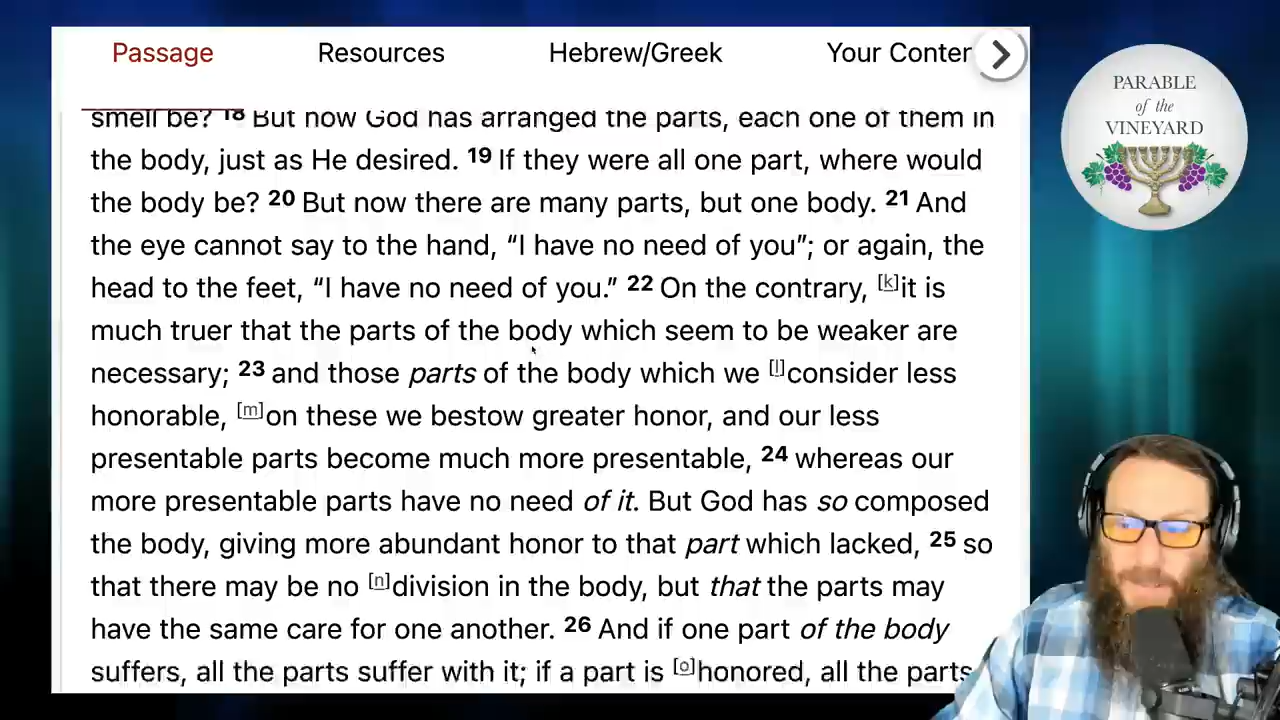 Passage
Resources
Hebrew/Greek
Your Conter
smell be? 18 But now God has arranged the parts, each one of them in
the body, just as He desired. 19 If they were all one part, where would
the body be? 20 But now there are many parts, but one body. 21 And
the eye cannot say to the hand, “I have no need of you”; or again, the
head to the feet, “I have no need of you.” 22 On the contrary, [k]it is
much truer that the parts of the body which seem to be weaker are
necessary; 23 and those parts of the body which we [l]consider less
honorable, [m]on these we bestow greater honor, and our less
presentable parts become much more presentable, 24 whereas our
more presentable parts have no need of it. But God has so composed
the body, giving more abundant honor to that part which lacked, 25 so
that there may be no [n]division in the body, but that the parts may
have the same care for one another. 26 And if one part of the body
suffers, all the parts suffer with it; if a part is [o]honored, all the parts
PARABLE
of the
VINEYARD